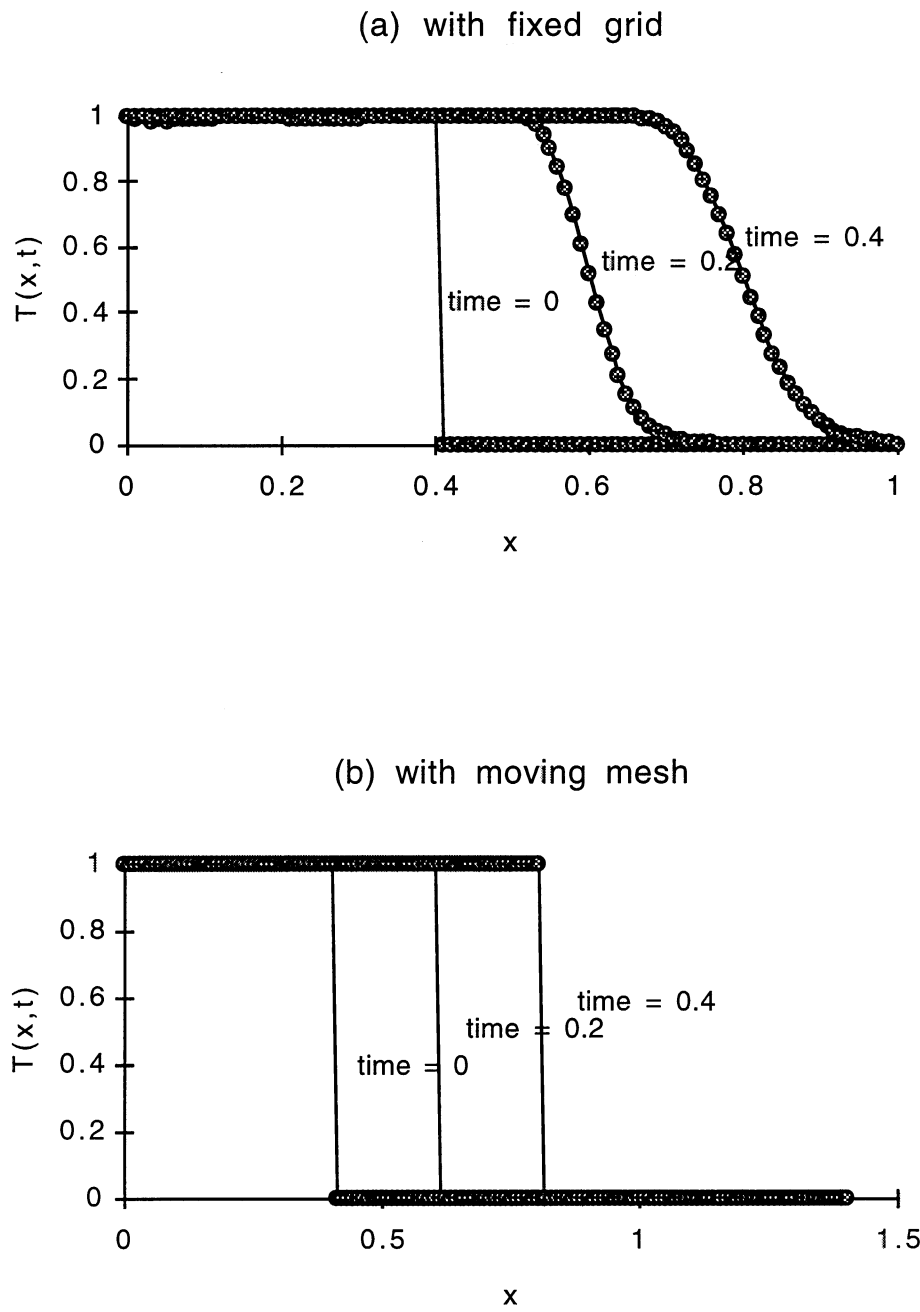 (a) with fixed grid
1
0.8
0.6
0.4
0.2
0
T(x,t)
time = 0.4
time = 0.2
time = 0
0
0.2
0.4
0.6
0.8
1
x
(b) with moving mesh
1
0.8
0.6
0.4
0.2
0
T(x,t)
time = 0.4
time = 0.2
time = 0
0
0.5
1
1.5
x